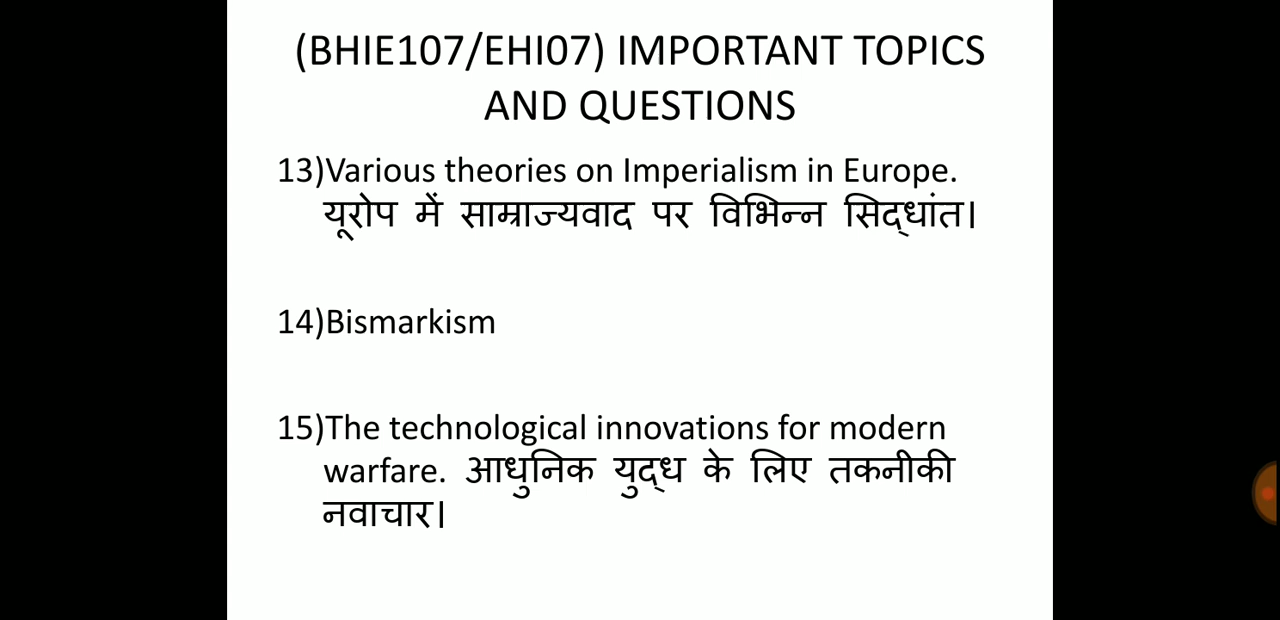 (BHIE107/EHI07) IMPORTANT TOPICS
AND QUESTIONS
13)Various theories on Imperialism in Europe.
यूरोप में साम्राज्यवाद पर विभिन्न सिद्धांत।
14)Bismarkism
15)The technological innovations for modern
warfare. आधुनिक युद्ध के लिए तकनीकी
नवाचार।